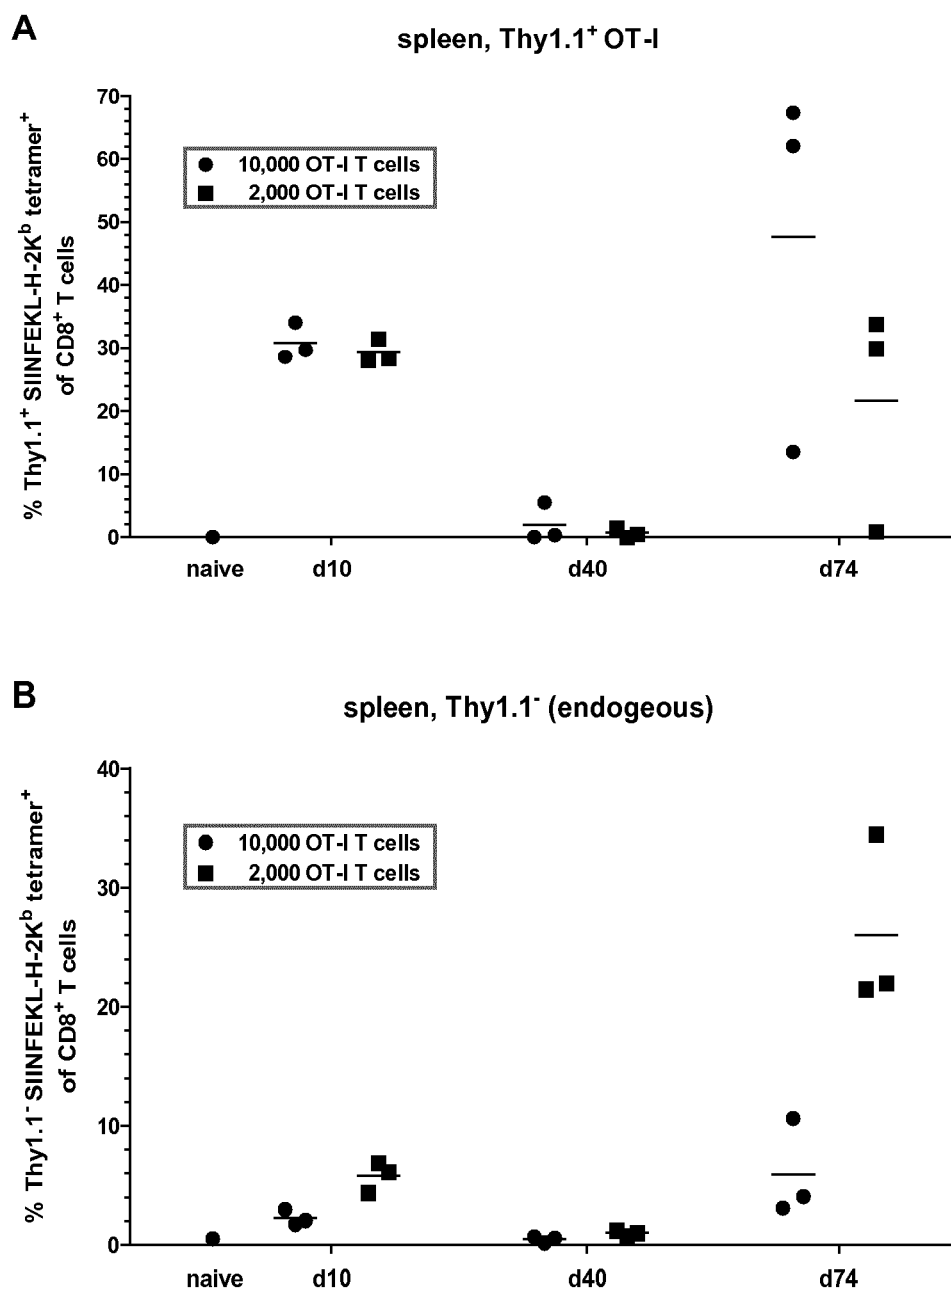 A
spleen, Thy1.1⁺ OT-I
% Thy1.1⁺ SIINFEKL-H-2Kᵇ tetramer⁺
of CD8⁺ T cells
70
60
50
40
30
20
10
0
10,000 OT-I T cells
2,000 OT-I T cells
naive d10 d40 d74
B
spleen, Thy1.1⁻ (endogeous)
% Thy1.1⁻ SIINFEKL-H-2Kᵇ tetramer⁺
of CD8⁺ T cells
40
30
20
10
0
10,000 OT-I T cells
2,000 OT-I T cells
naive d10 d40 d74